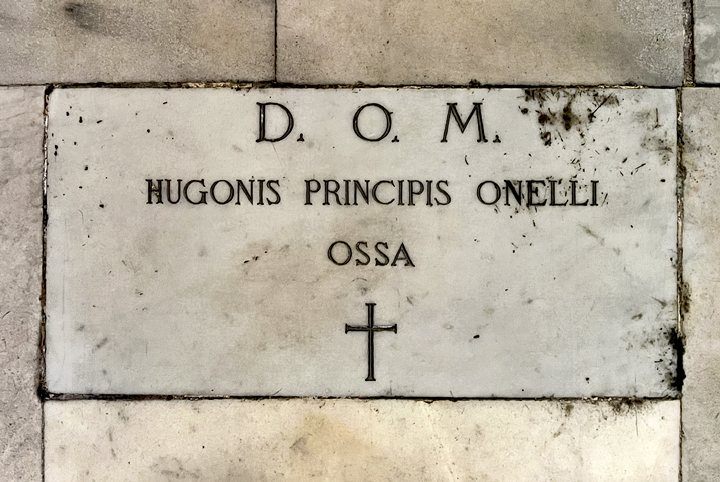 D. O. M.
HUGONIS PRINCIPIS ONELLI
OSSA